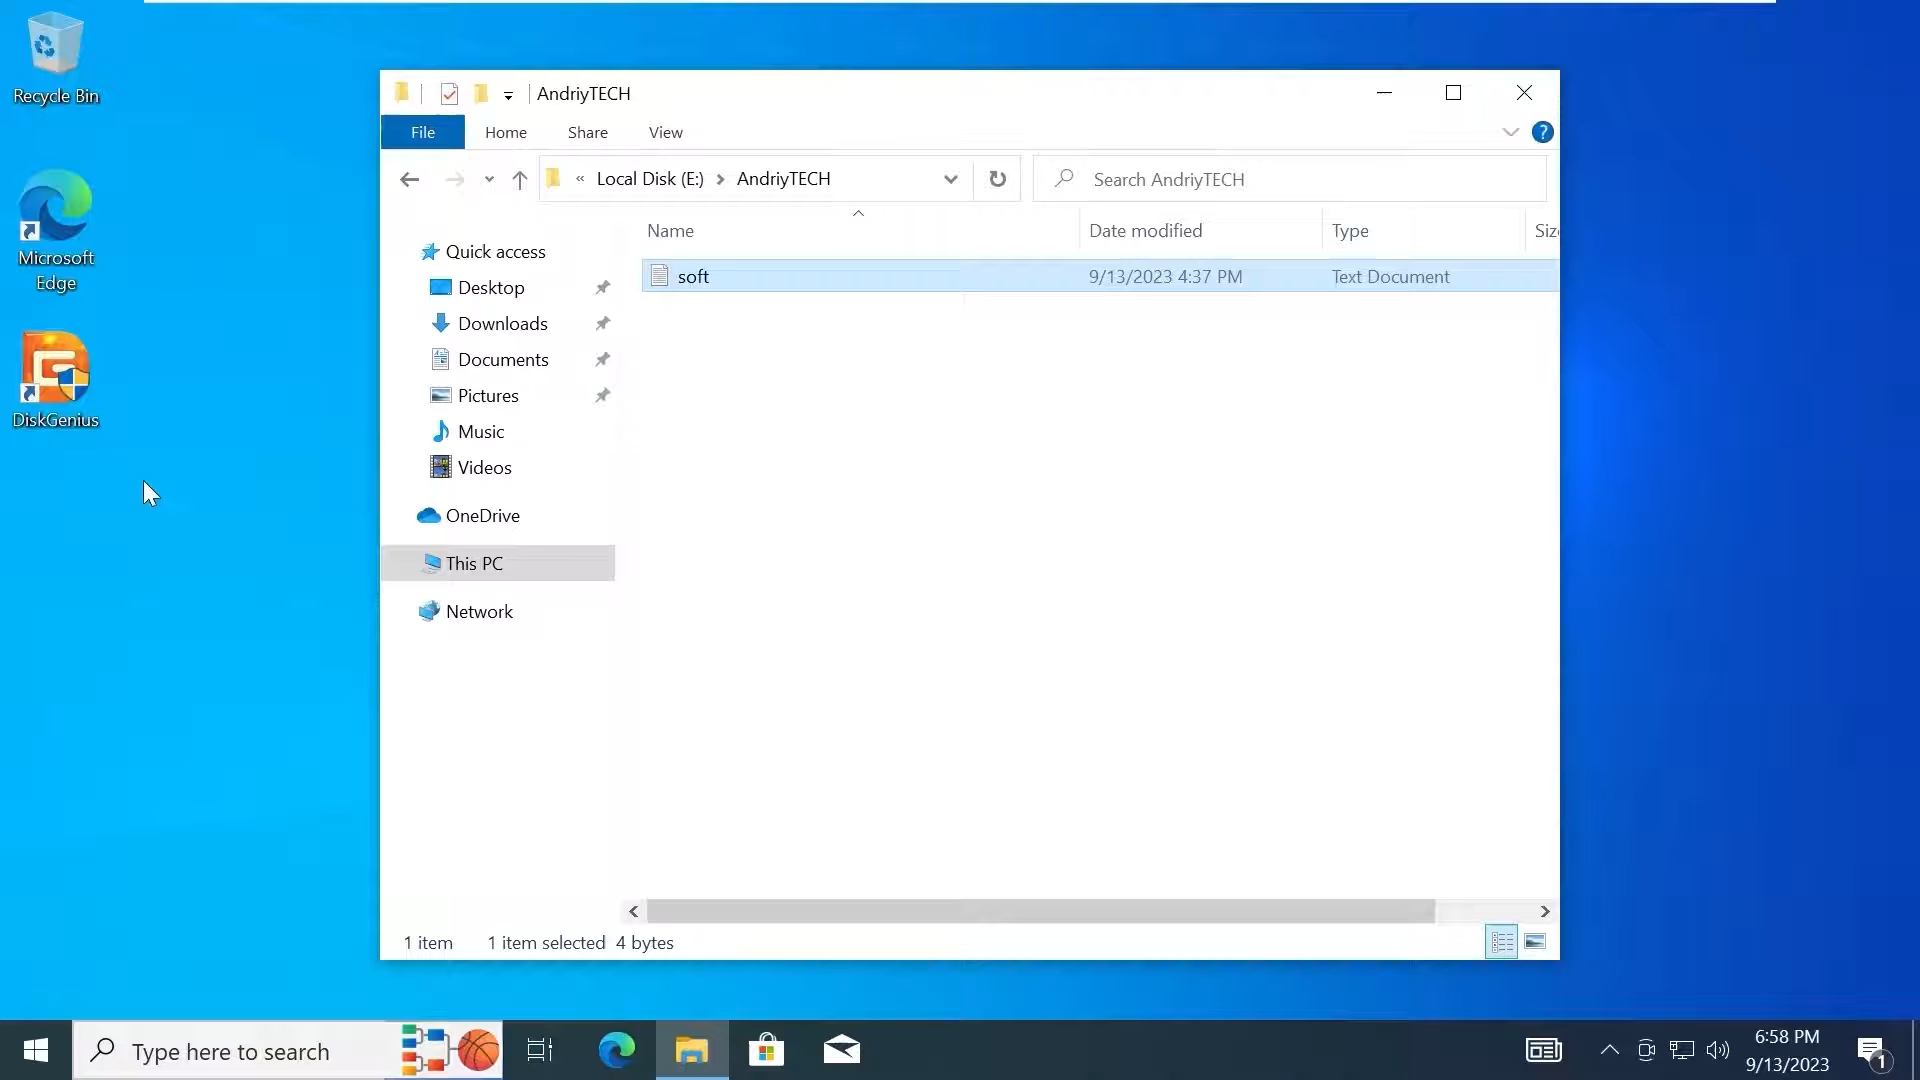 Recycle Bin
Microsoft
Edge
DiskGenius
AndriyTECH
File Home Share View
?
« Local Disk (E:) > AndriyTECH
Search AndriyTECH
Name Date modified Type Siz
soft 9/13/2023 4:37 PM Text Document
Quick access
Desktop
Downloads
Documents
Pictures
Music
Videos
OneDrive
This PC
Network
1 item 1 item selected 4 bytes
Type here to search
6:58 PM
9/13/2023
1